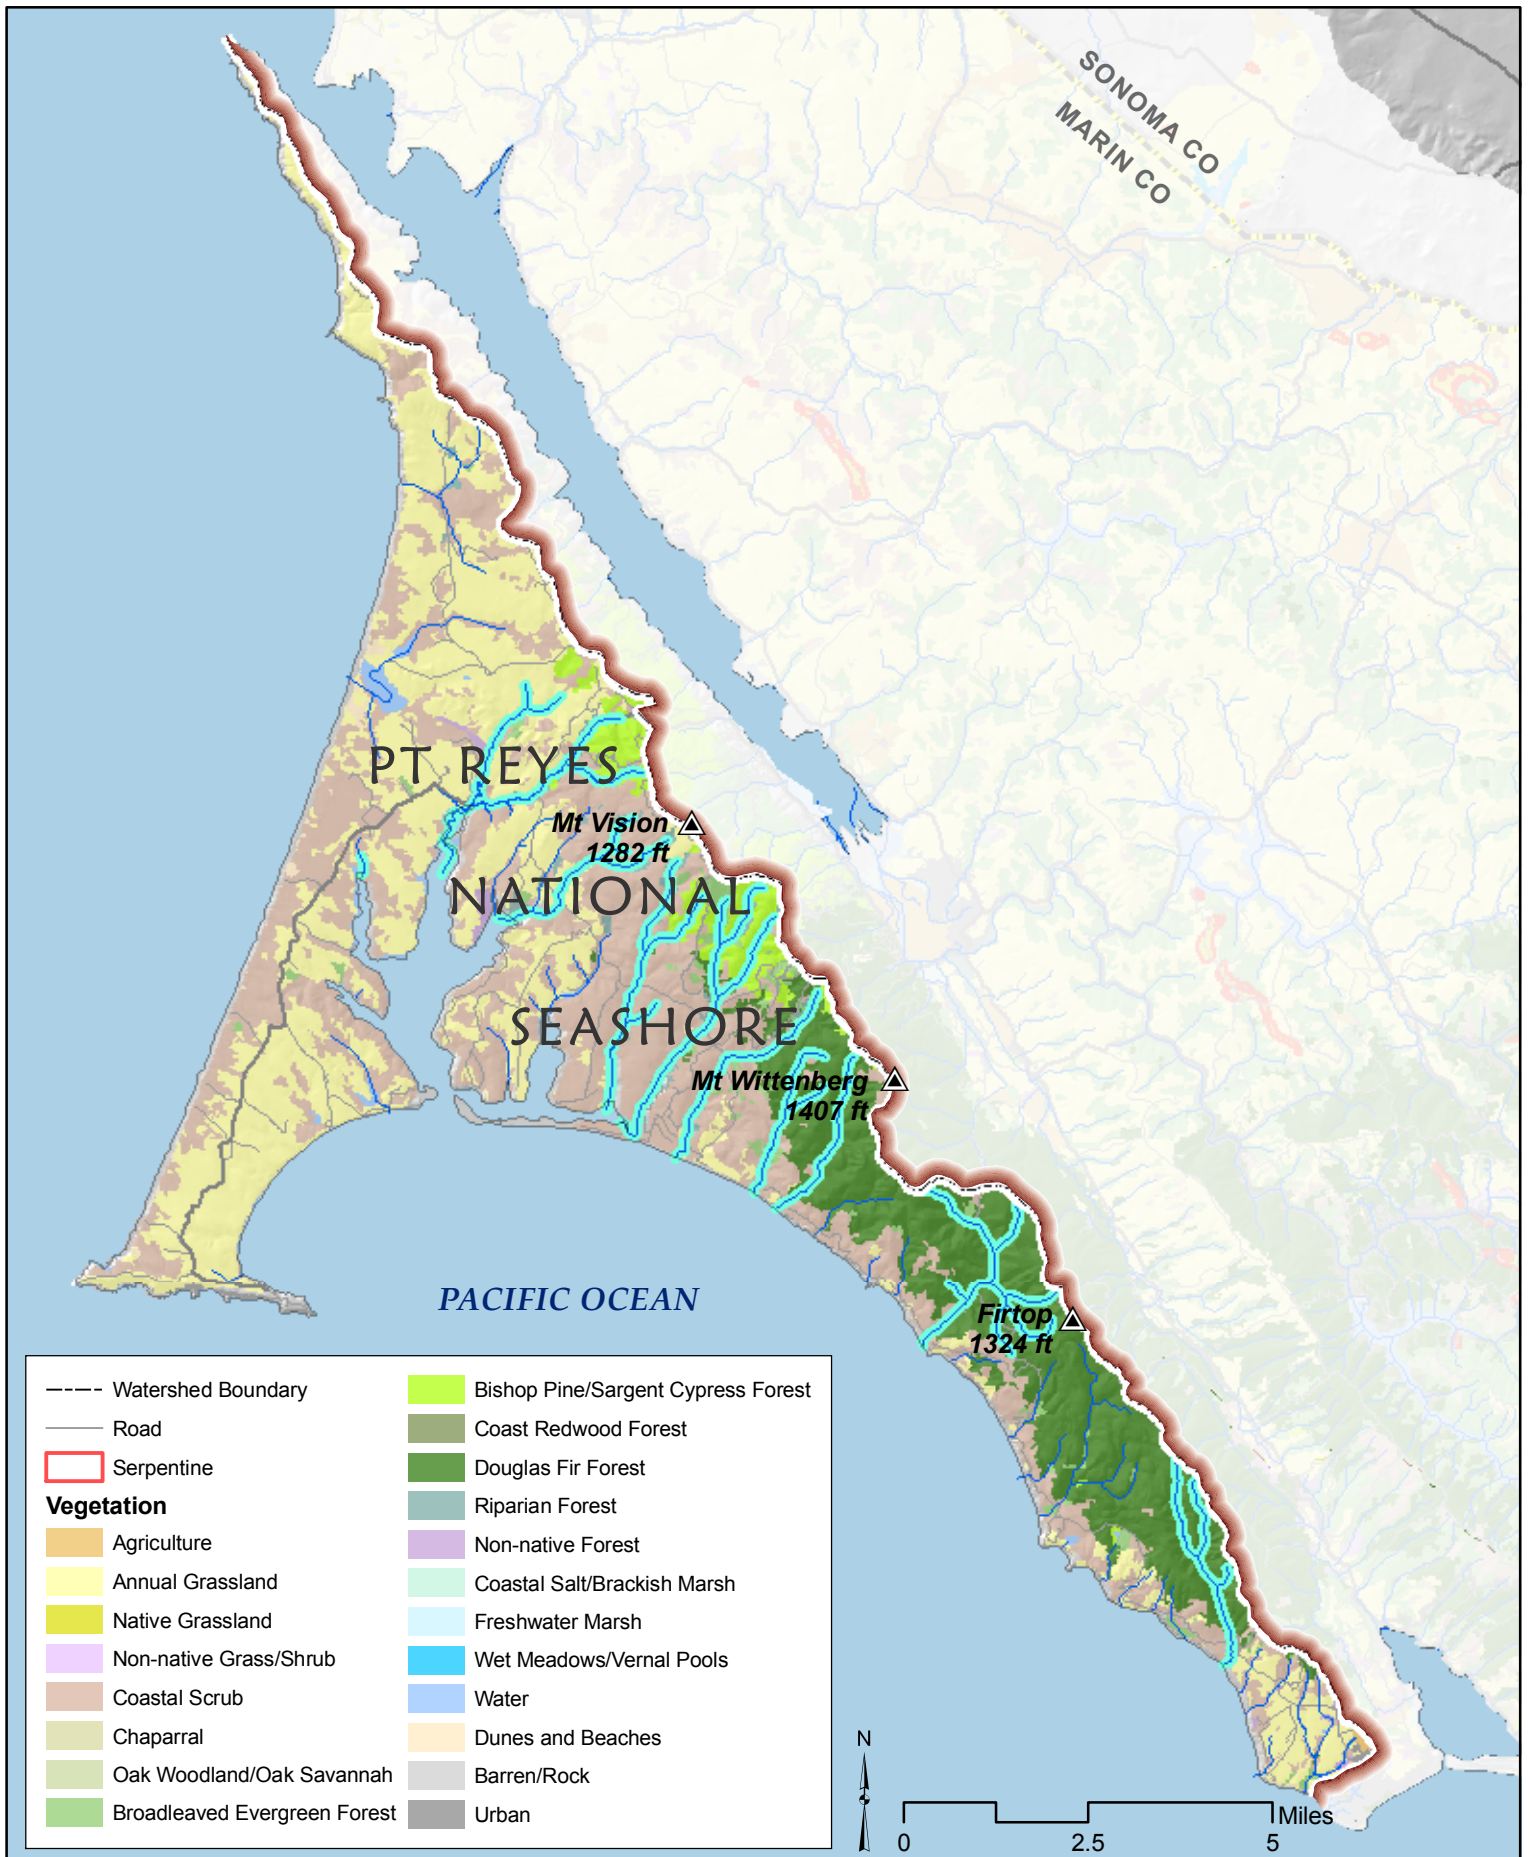 SONOMA CO
MARIN CO
PT REYES
Mt Vision
1282 ft
NATIONAL
SEASHORE
Mt Wittenberg
1407 ft
PACIFIC OCEAN
Firtop
1324 ft
Watershed Boundary
Road
Serpentine
Vegetation
Agriculture
Annual Grassland
Native Grassland
Non-native Grass/Shrub
Coastal Scrub
Chaparral
Oak Woodland/Oak Savannah
Broadleaved Evergreen Forest
Bishop Pine/Sargent Cypress Forest
Coast Redwood Forest
Douglas Fir Forest
Riparian Forest
Non-native Forest
Coastal Salt/Brackish Marsh
Freshwater Marsh
Wet Meadows/Vernal Pools
Water
Dunes and Beaches
Barren/Rock
Urban
N
Miles
0 2.5 5